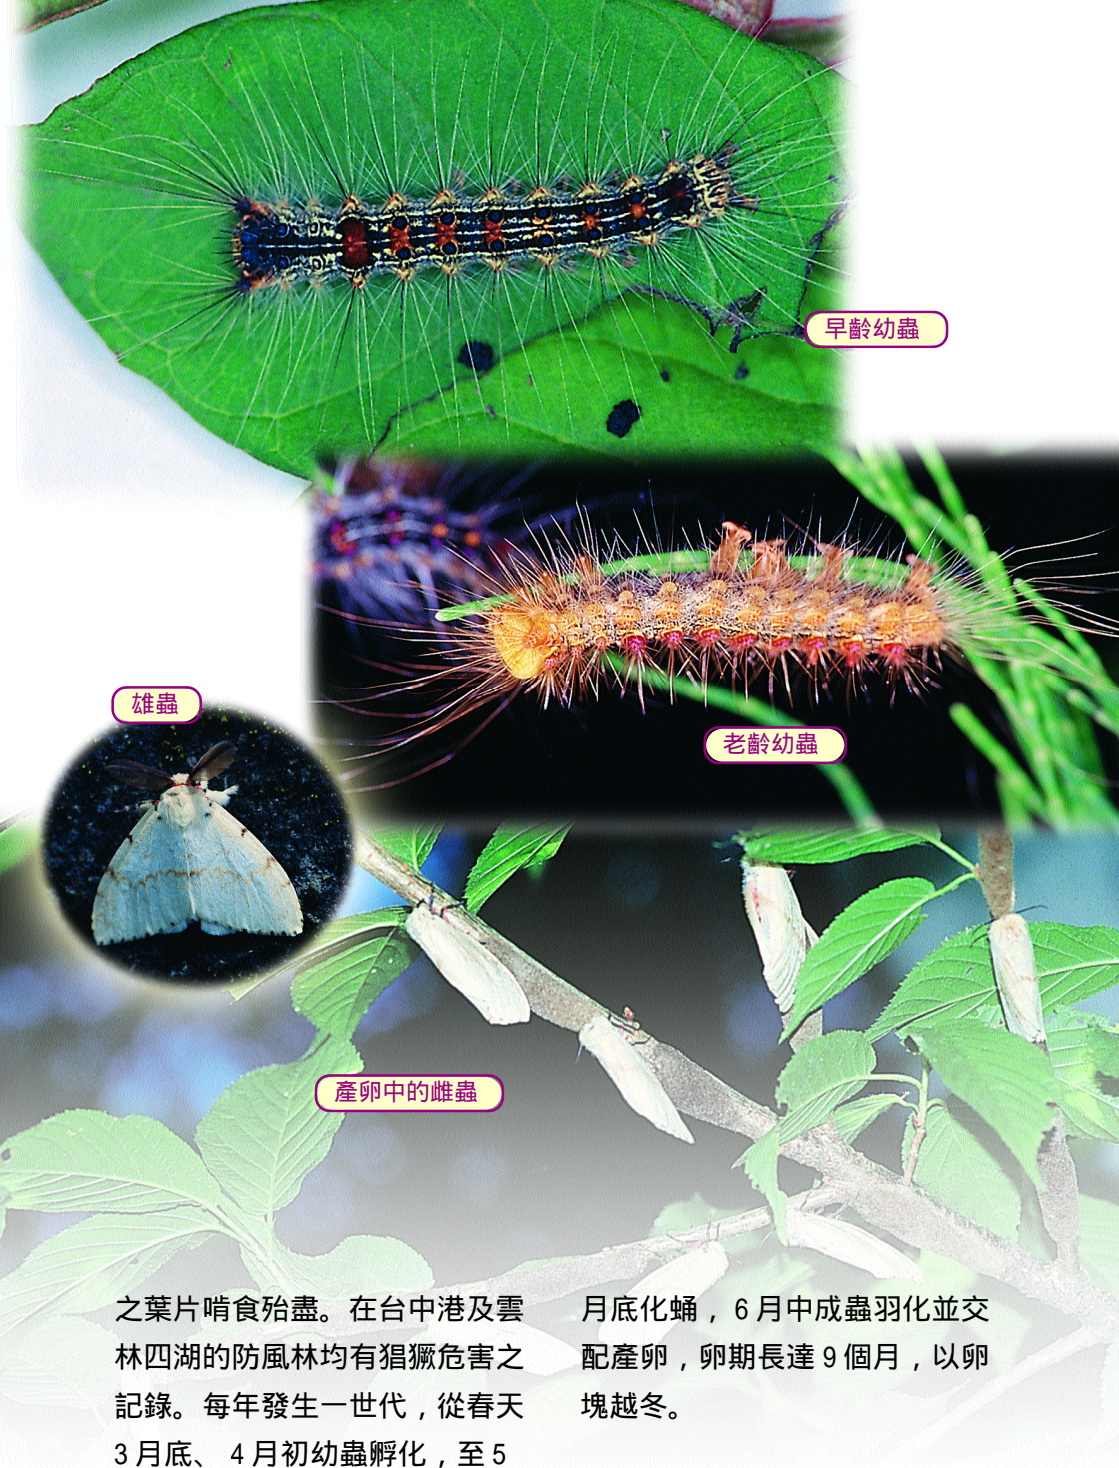 早齡幼蟲
老齡幼蟲
雄蟲
產卵中的雌蟲
之葉片啃食殆盡。在台中港及雲
林四湖的防風林均有猖獗危害之
記錄。每年發生一世代，從春天
3 月底、 4 月初幼蟲孵化，至 5
月底化蛹， 6 月中成蟲羽化並交
配產卵，卵期長達 9 個月，以卵
塊越冬。